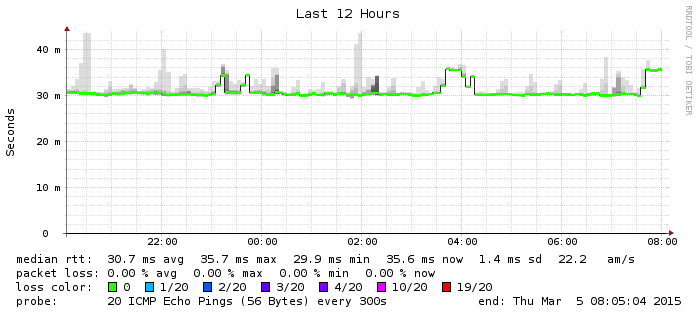 Last 12 Hours
RRDTOOL / TOBI OETIKER
Seconds
40 m
30 m
20 m
10 m
0
22:00 00:00 02:00 04:00 06:00 08:00
median rtt: 30.7 ms avg 35.7 ms max 29.9 ms min 35.6 ms now 1.4 ms sd 22.2 am/s
packet loss: 0.00 % avg 0.00 % max 0.00 % min 0.00 % now
loss color: 0 1/20 2/20 3/20 4/20 10/20 19/20
probe: 20 ICMP Echo Pings (56 Bytes) every 300s end: Thu Mar 5 08:05:04 2015